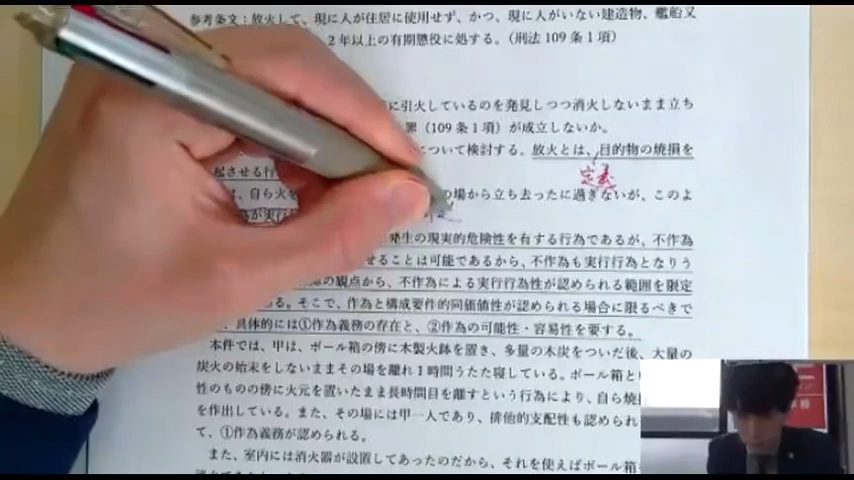 参考条文：放火して、現に人が住居に使用せず、かつ、現に人がいない建造物、艦船又
2年以上の有期懲役に処する。（刑法109条1項）
に引火しているのを発見しつつ消火しないまま立ち
罪（109条1項）が成立しないか。
について検討する。放火とは、目的物の焼損を
起させる行
定義
は、自ら火を の場から立ち去ったに過ぎないが、このよ
が実行
発生の現実的危険性を有する行為であるが、不作為
せることは可能であるから、不作為も実行行為となりう
の観点から、不作為による実行行為性が認められる範囲を限定
る。そこで、作為と構成要件的同価値性が認められる場合に限るべきで
、具体的には①作為義務の存在と、②作為の可能性・容易性を要する。
本件では、甲は、ボール箱の傍に木製火鉢を置き、多量の木炭をついだ後、大量の
炭火の始末をしないままその場を離れ1時間うたた寝している。ボール箱と
性のものの傍に火元を置いたまま長時間目を離すという行為により、自ら焼
を作出している。また、その場には甲一人であり、排他的支配性も認められ
て、①作為義務が認められる。
また、室内には消火器が設置してあったのだから、それを使えばボール箱